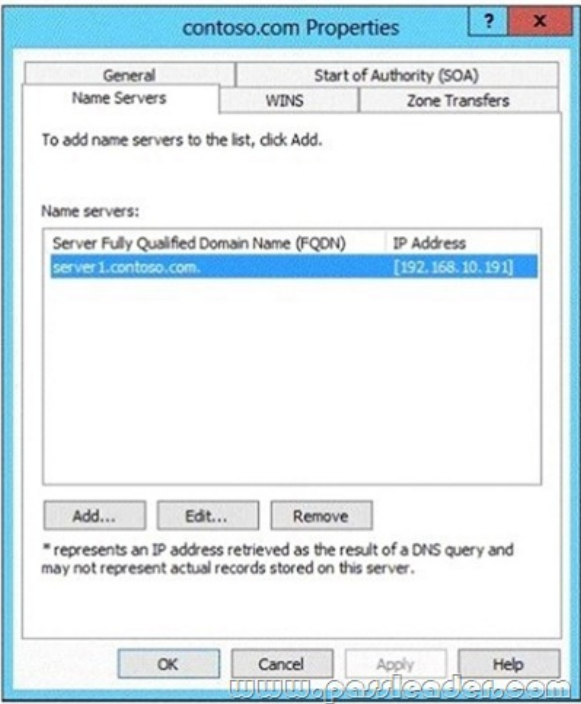 contoso.com Properties
?
x
General
Start of Authority (SOA)
Name Servers
WINS
Zone Transfers
To add name servers to the list, click Add.
Name servers:
Server Fully Qualified Domain Name (FQDN)
IP Address
server1.contoso.com.
[192.168.10.191]
Add...
Edit...
Remove
* represents an IP address retrieved as the result of a DNS query and
may not represent actual records stored on this server.
OK
Cancel
Apply
Help
www.passleader.com